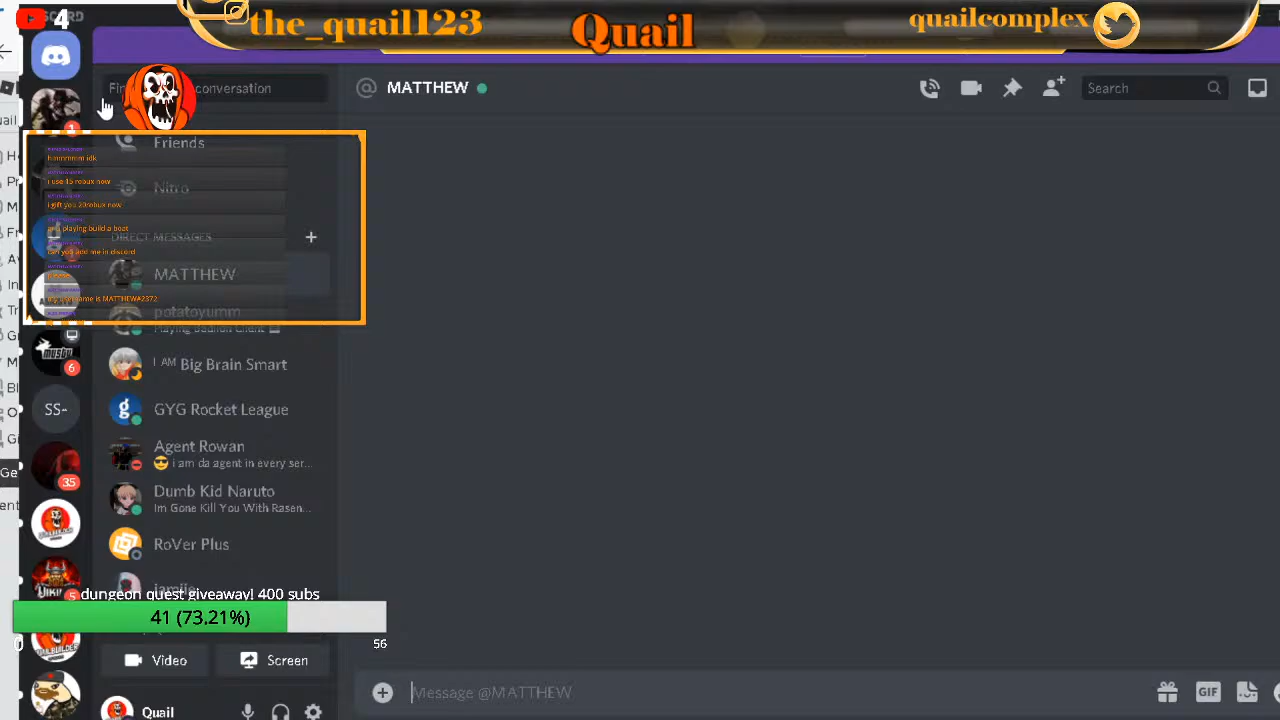 4
the_quail123
Quail
quailcomplex
conversation
MATTHEW
Search
Friends
hmmmmm idk
i use 15 robux now
Nitro
i gift you 20robux now
and playing build a boat
DIRECT MESSAGES
can you add me in discord
MATTHEW
my username is MATTHEW#2372
potatoyumm
I AM Big Brain Smart
6
SS-
GYG Rocket League
Agent Rowan
i am da agent in every ser...
35
Dumb Kid Naruto
Im Gone Kill You With Rasen...
RoVer Plus
dungeon quest giveaway! 400 subs
41 (73,21%)
0
56
Video
Screen
Message @MATTHEW
GIF
Quail